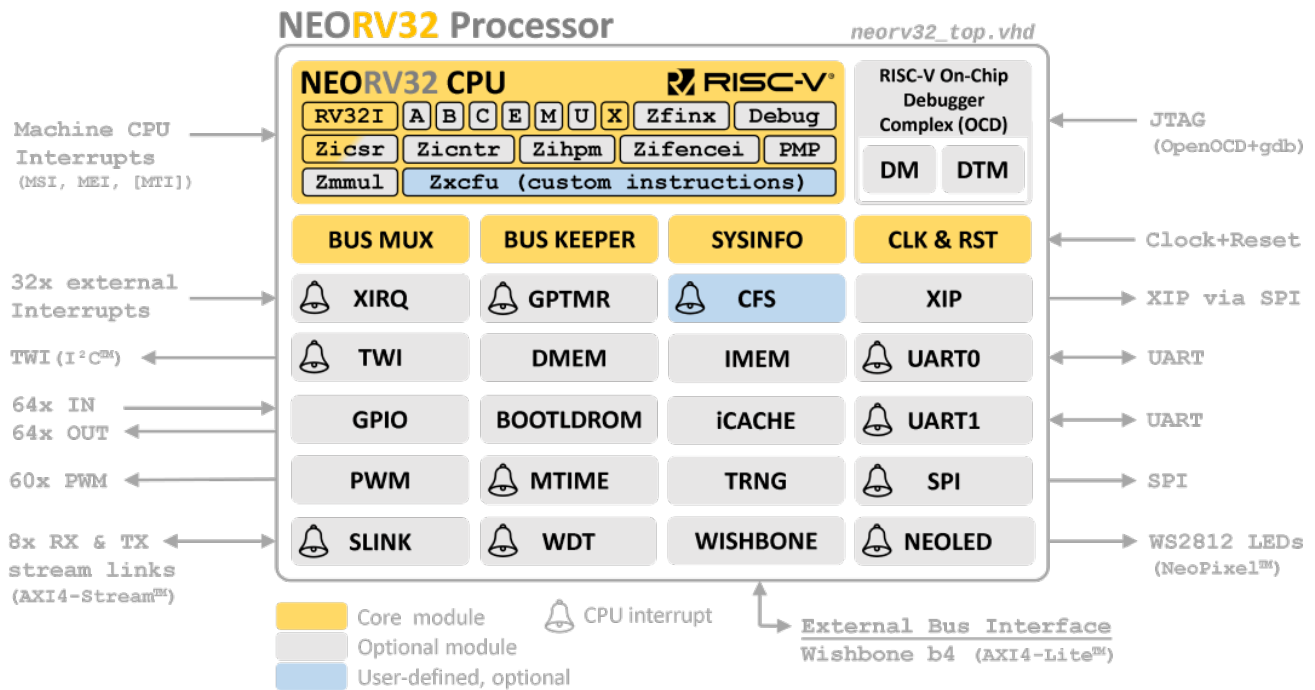 NEORV32 Processor
neorv32_top.vhd
NEORV32 CPU
RISC-V®
RV32I A B C E M U X Zfinx Debug
Zicsr Zicntr Zihpm Zifencei PMP
Zmmul Zxcfu (custom instructions)
RISC-V On-Chip
Debugger
Complex (OCD)
DM DTM
Machine CPU
Interrupts
(MSI, MEI, [MTI])
JTAG
(OpenOCD+gdb)
BUS MUX BUS KEEPER SYSINFO CLK & RST
Clock+Reset
32x external
Interrupts
XIRQ GPTMR CFS XIP
XIP via SPI
TWI (I²C™)
TWI DMEM IMEM UART0
UART
64x IN
64x OUT
GPIO BOOTLDROM iCACHE UART1
UART
60x PWM
PWM MTIME TRNG SPI
SPI
8x RX & TX
stream links
(AXI4-Stream™)
SLINK WDT WISHBONE NEOLED
WS2812 LEDs
(NeoPixel™)
Core module
Optional module
User-defined, optional
CPU interrupt
External Bus Interface
Wishbone b4 (AXI4-Lite™)